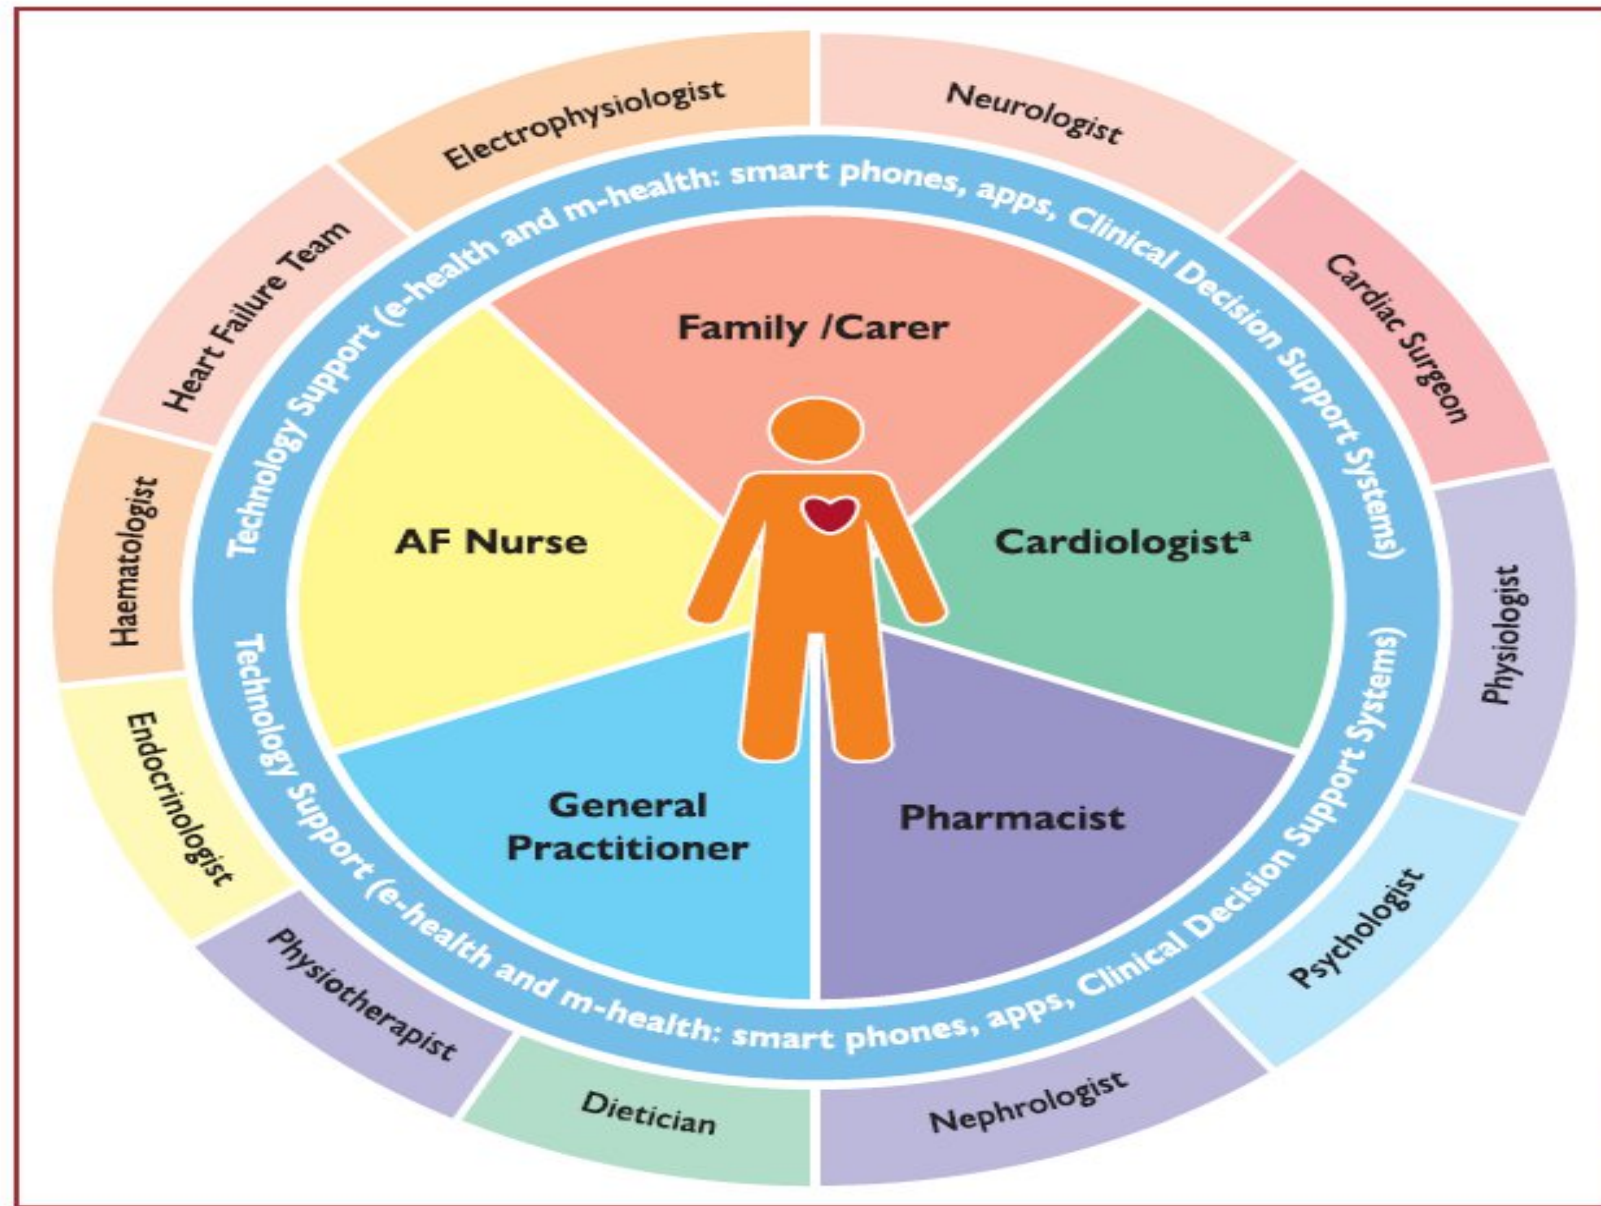 Electrophysiologist
Neurologist
Cardiac Surgeon
Physiologist
Psychologist
Nephrologist
Dietician
Physiotherapist
Endocrinologist
Haematologist
Heart Failure Team
Technology Support (e-health and m-health: smart phones, apps, Clinical Decision Support Systems)
Technology Support (e-health and m-health: smart phones, apps, Clinical Decision Support Systems)
Family /Carer
AF Nurse
Cardiologistᵃ
General
Practitioner
Pharmacist